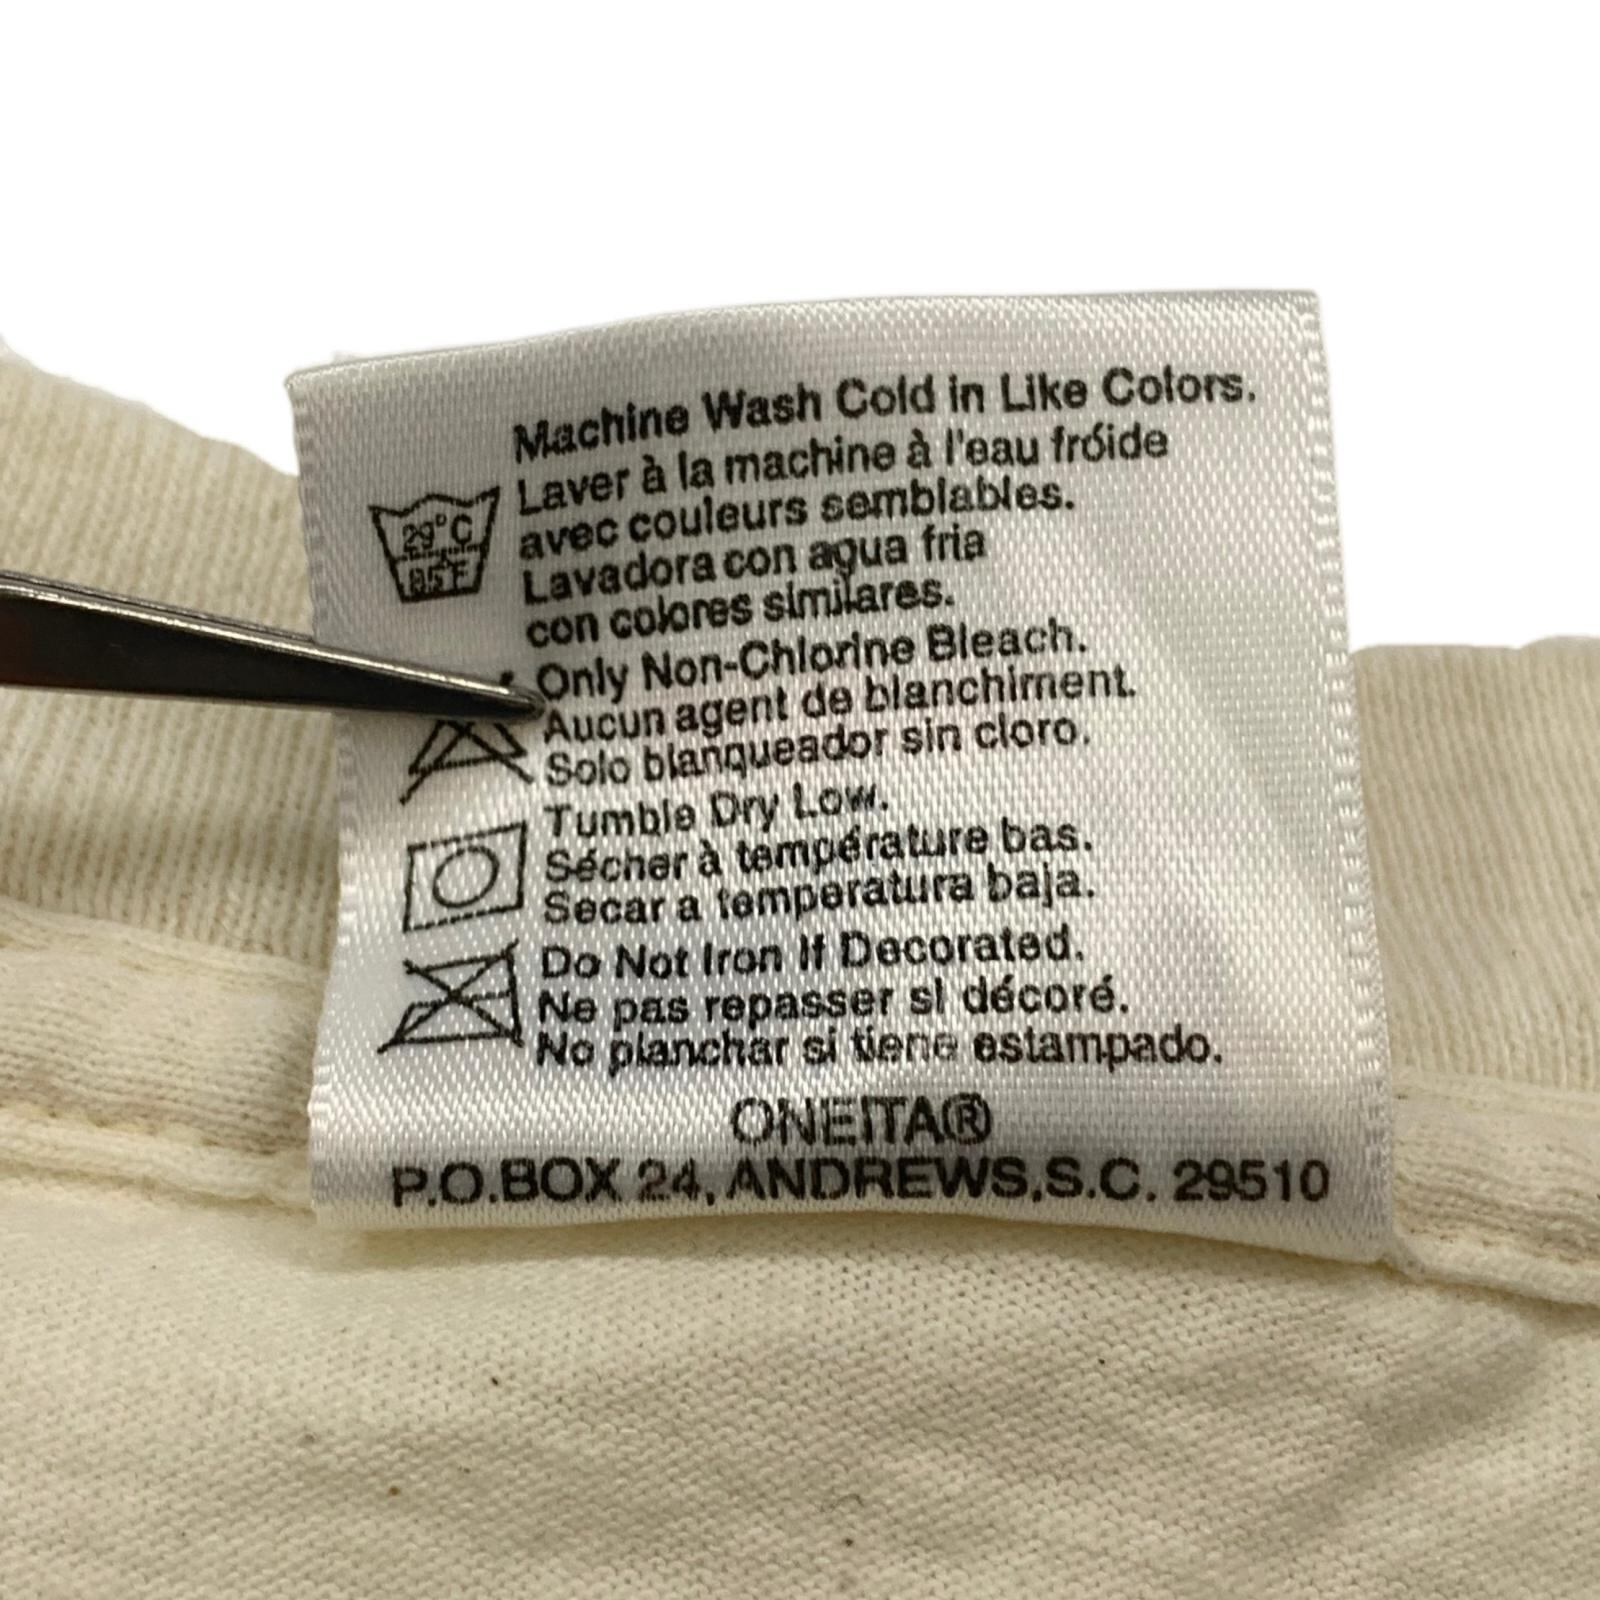 Machine Wash Cold in Like Colors.
Laver à la machine à l'eau fróide
avec couleurs semblables.
Lavadora con agua fria
con colores similares.
29°C
85°F
Only Non-Chlorine Bleach.
Aucun agent de blanchiment.
Solo blanqueador sin cloro.
Tumble Dry Low.
Sécher à température bas.
Secar a temperatura baja.
Do Not Iron If Decorated.
Ne pas repasser si décoré.
No planchar si tiene estampado.
ONEITA®
P.O.BOX 24, ANDREWS,S.C. 29510